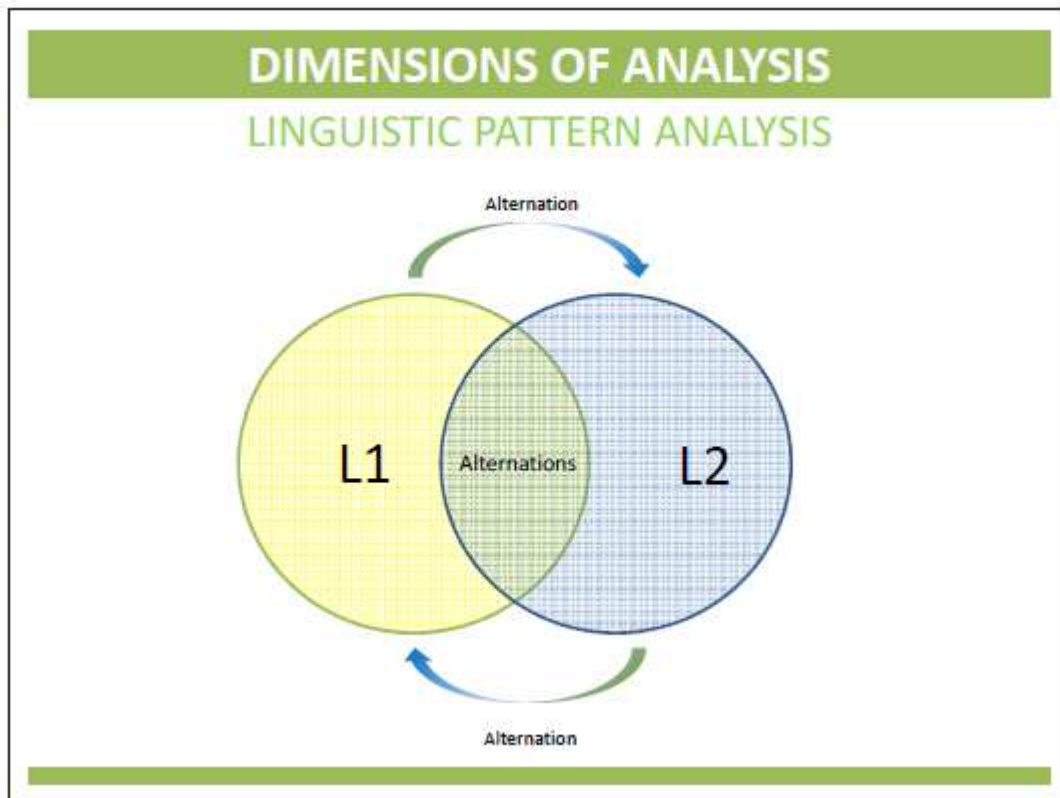 DIMENSIONS OF ANALYSIS
LINGUISTIC PATTERN ANALYSIS
Alternation
L1
Alternations
L2
Alternation